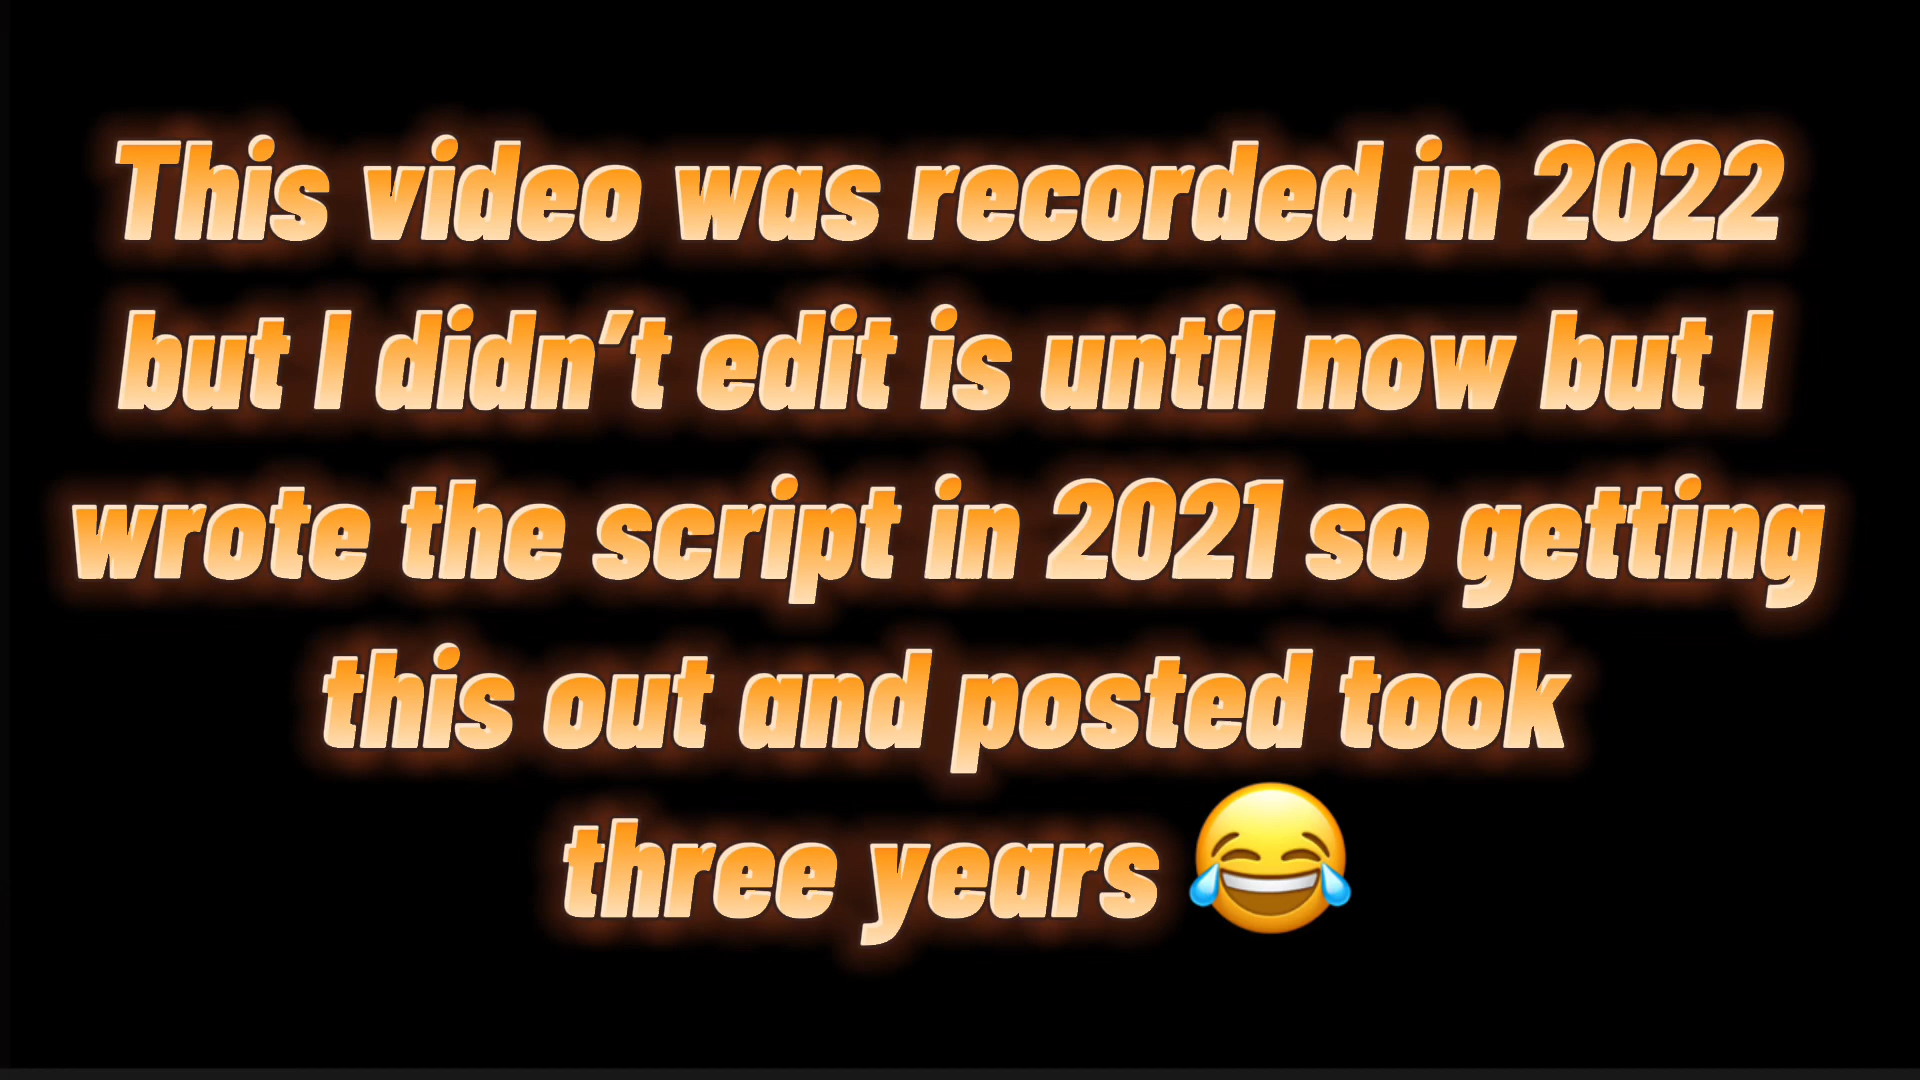 This video was recorded in 2022
but I didn't edit is until now but I
wrote the script in 2021 so getting
this out and posted took
three years 😂